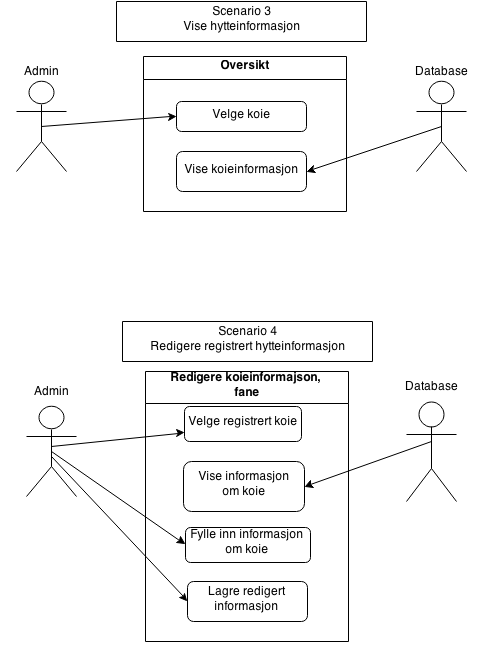 Scenario 3
Vise hytteinformasjon
Admin
Oversikt
Database
Velge koie
Vise koieinformasjon
Scenario 4
Redigere registrert hytteinformasjon
Admin
Redigere koieinformajson,
fane
Database
Velge registrert koie
Vise informasjon
om koie
Fylle inn informasjon
om koie
Lagre redigert
informasjon